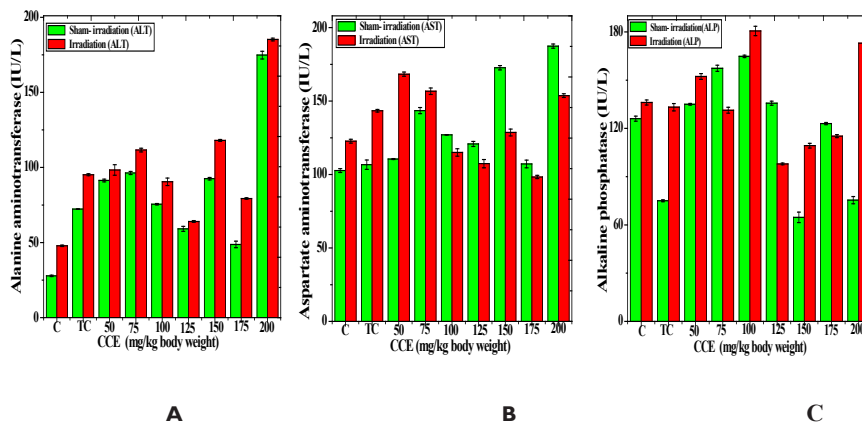 Alanine aminotransferase (IU/L)
200
150
100
75
50
25
0
Sham- irradiation (ALT)
Irradiation (ALT)
C TC 50 75 100 125 150 175 200
CCE (mg/kg body weight)
A
Aspartate aminotransferase (IU/L)
200
150
100
50
0
Sham- irradiation (AST)
Irradiation (AST)
C TC 50 75 100 125 150 175 200
CCE (mg/kg body weight)
B
Alkaline phosphatase (IU/L)
180
120
60
0
Sham-irradiation(ALP)
Irradiation(ALP)
C TC 50 75 100 125 150 175 200
CCE (mg/kg body weight)
C